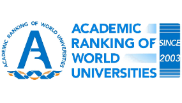 ACADEMIC RANKING OF WORLD UNIVERSITIES
ACADEMIC
RANKING OF
WORLD
UNIVERSITIES
SINCE
2003